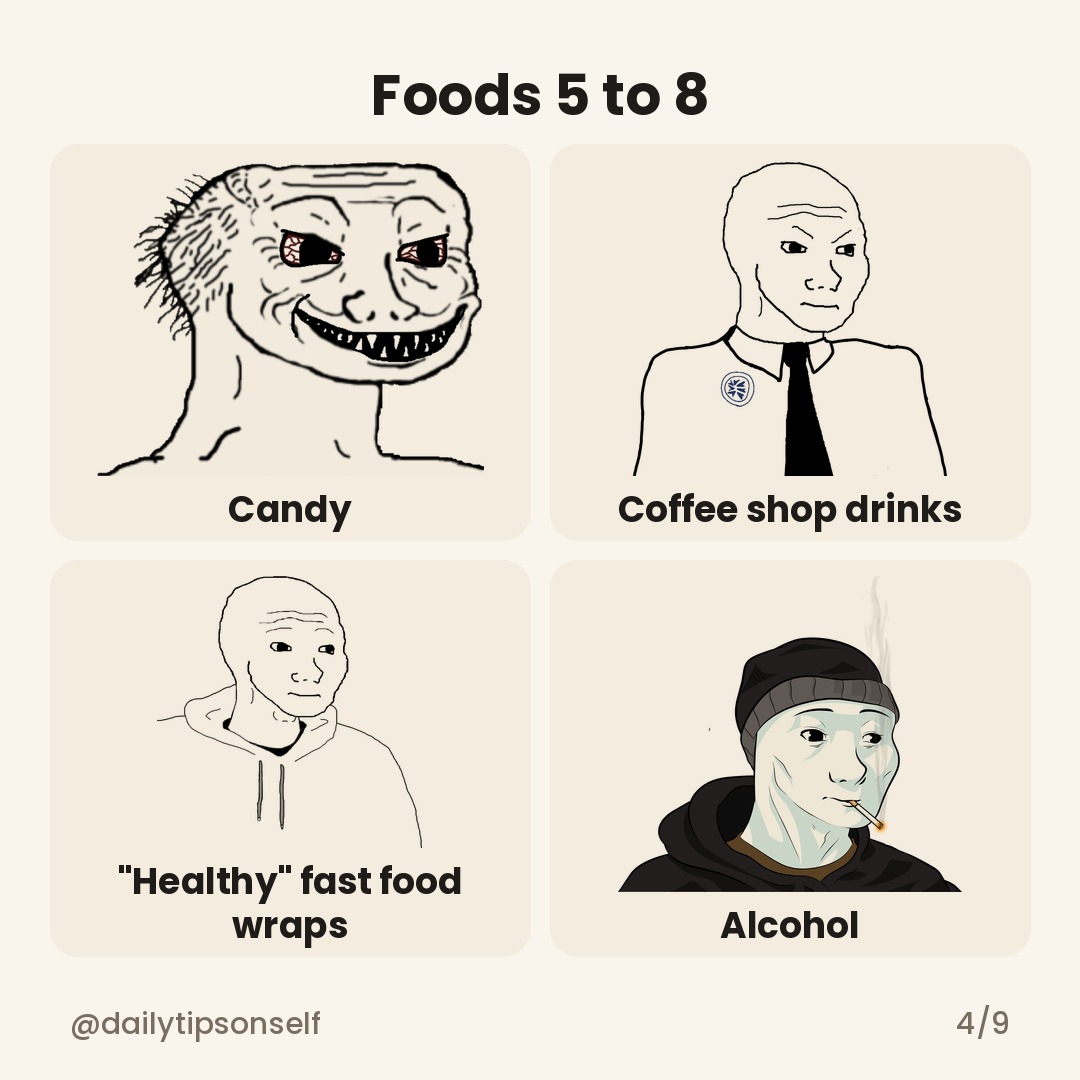 Foods 5 to 8
Candy
Coffee shop drinks
"Healthy" fast food
wraps
Alcohol
@dailytipsonself
4/9